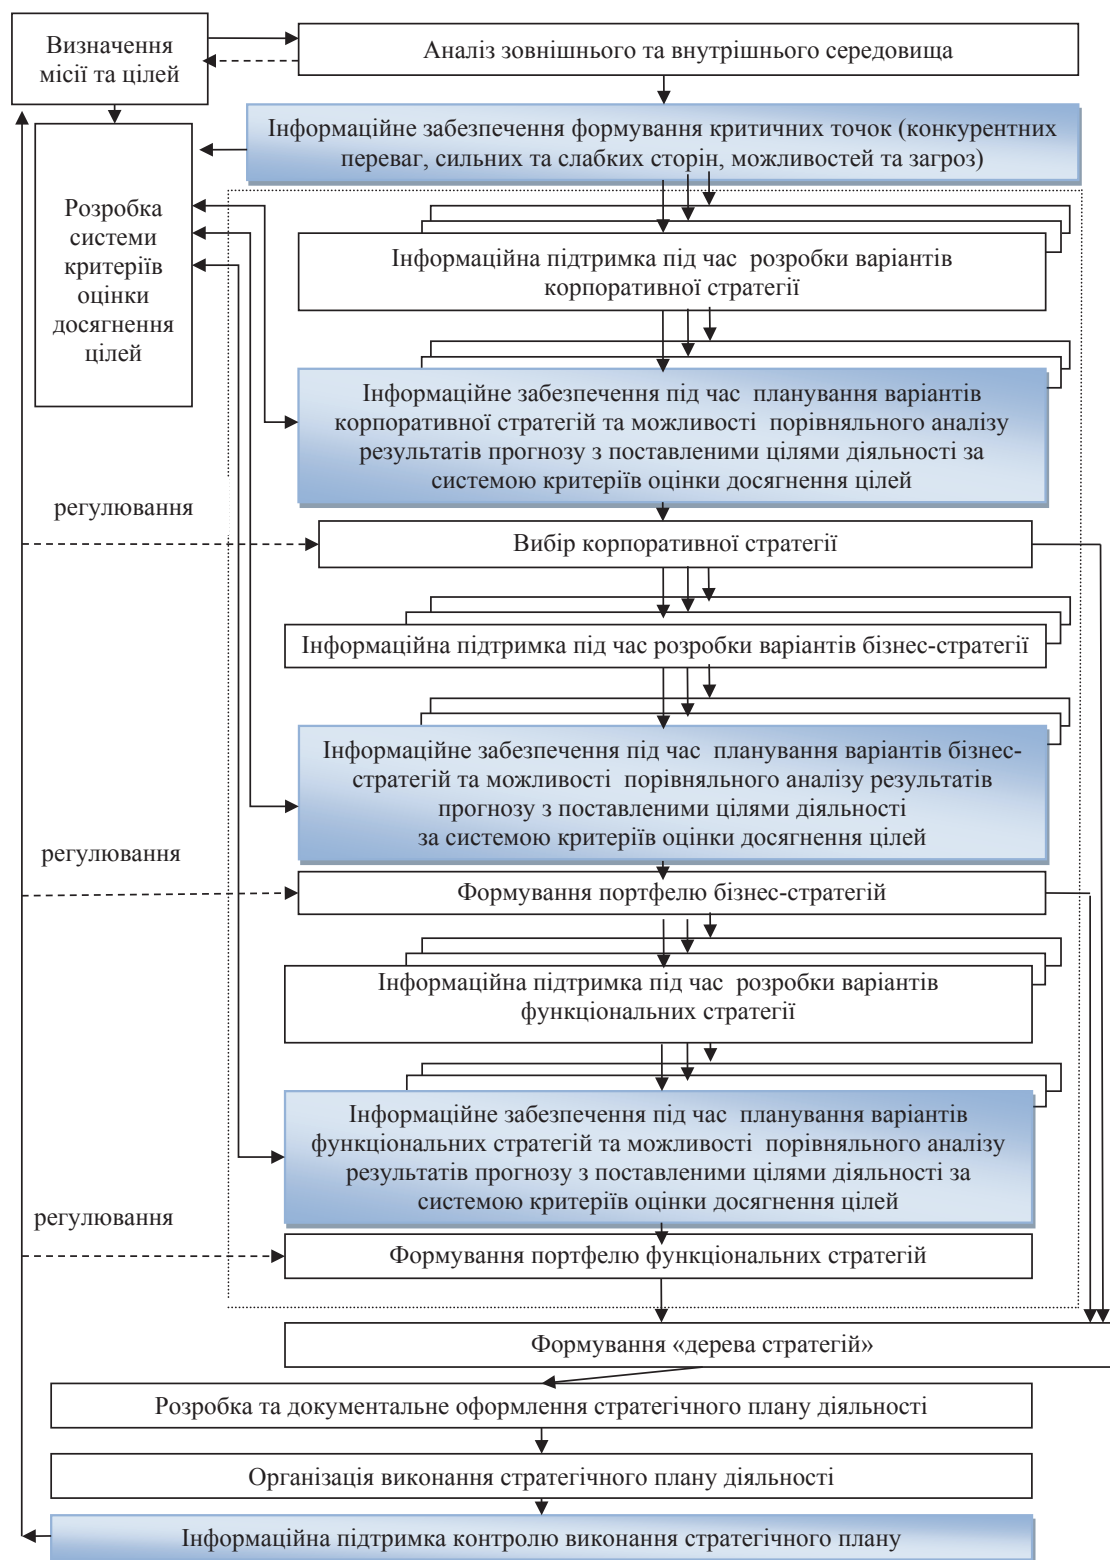 Визначення
місії та цілей
Аналіз зовнішнього та внутрішнього середовища
Інформаційне забезпечення формування критичних точок (конкурентних
переваг, сильних та слабких сторін, можливостей та загроз)
Розробка
системи
критеріїв
оцінки
досягнення
цілей
Інформаційна підтримка під час розробки варіантів
корпоративної стратегії
Інформаційне забезпечення під час планування варіантів
корпоративної стратегій та можливості порівняльного аналізу
результатів прогнозу з поставленими цілями діяльності за
системою критеріїв оцінки досягнення цілей
регулювання
Вибір корпоративної стратегії
Інформаційна підтримка під час розробки варіантів бізнес-стратегії
Інформаційне забезпечення під час планування варіантів бізнес-
стратегій та можливості порівняльного аналізу результатів
прогнозу з поставленими цілями діяльності
за системою критеріїв оцінки досягнення цілей
регулювання
Формування портфелю бізнес-стратегій
Інформаційна підтримка під час розробки варіантів
функціональних стратегії
Інформаційне забезпечення під час планування варіантів
функціональних стратегій та можливості порівняльного аналізу
результатів прогнозу з поставленими цілями діяльності за
системою критеріїв оцінки досягнення цілей
регулювання
Формування портфелю функціональних стратегій
Формування «дерева стратегій»
Розробка та документальне оформлення стратегічного плану діяльності
Організація виконання стратегічного плану діяльності
Інформаційна підтримка контролю виконання стратегічного плану